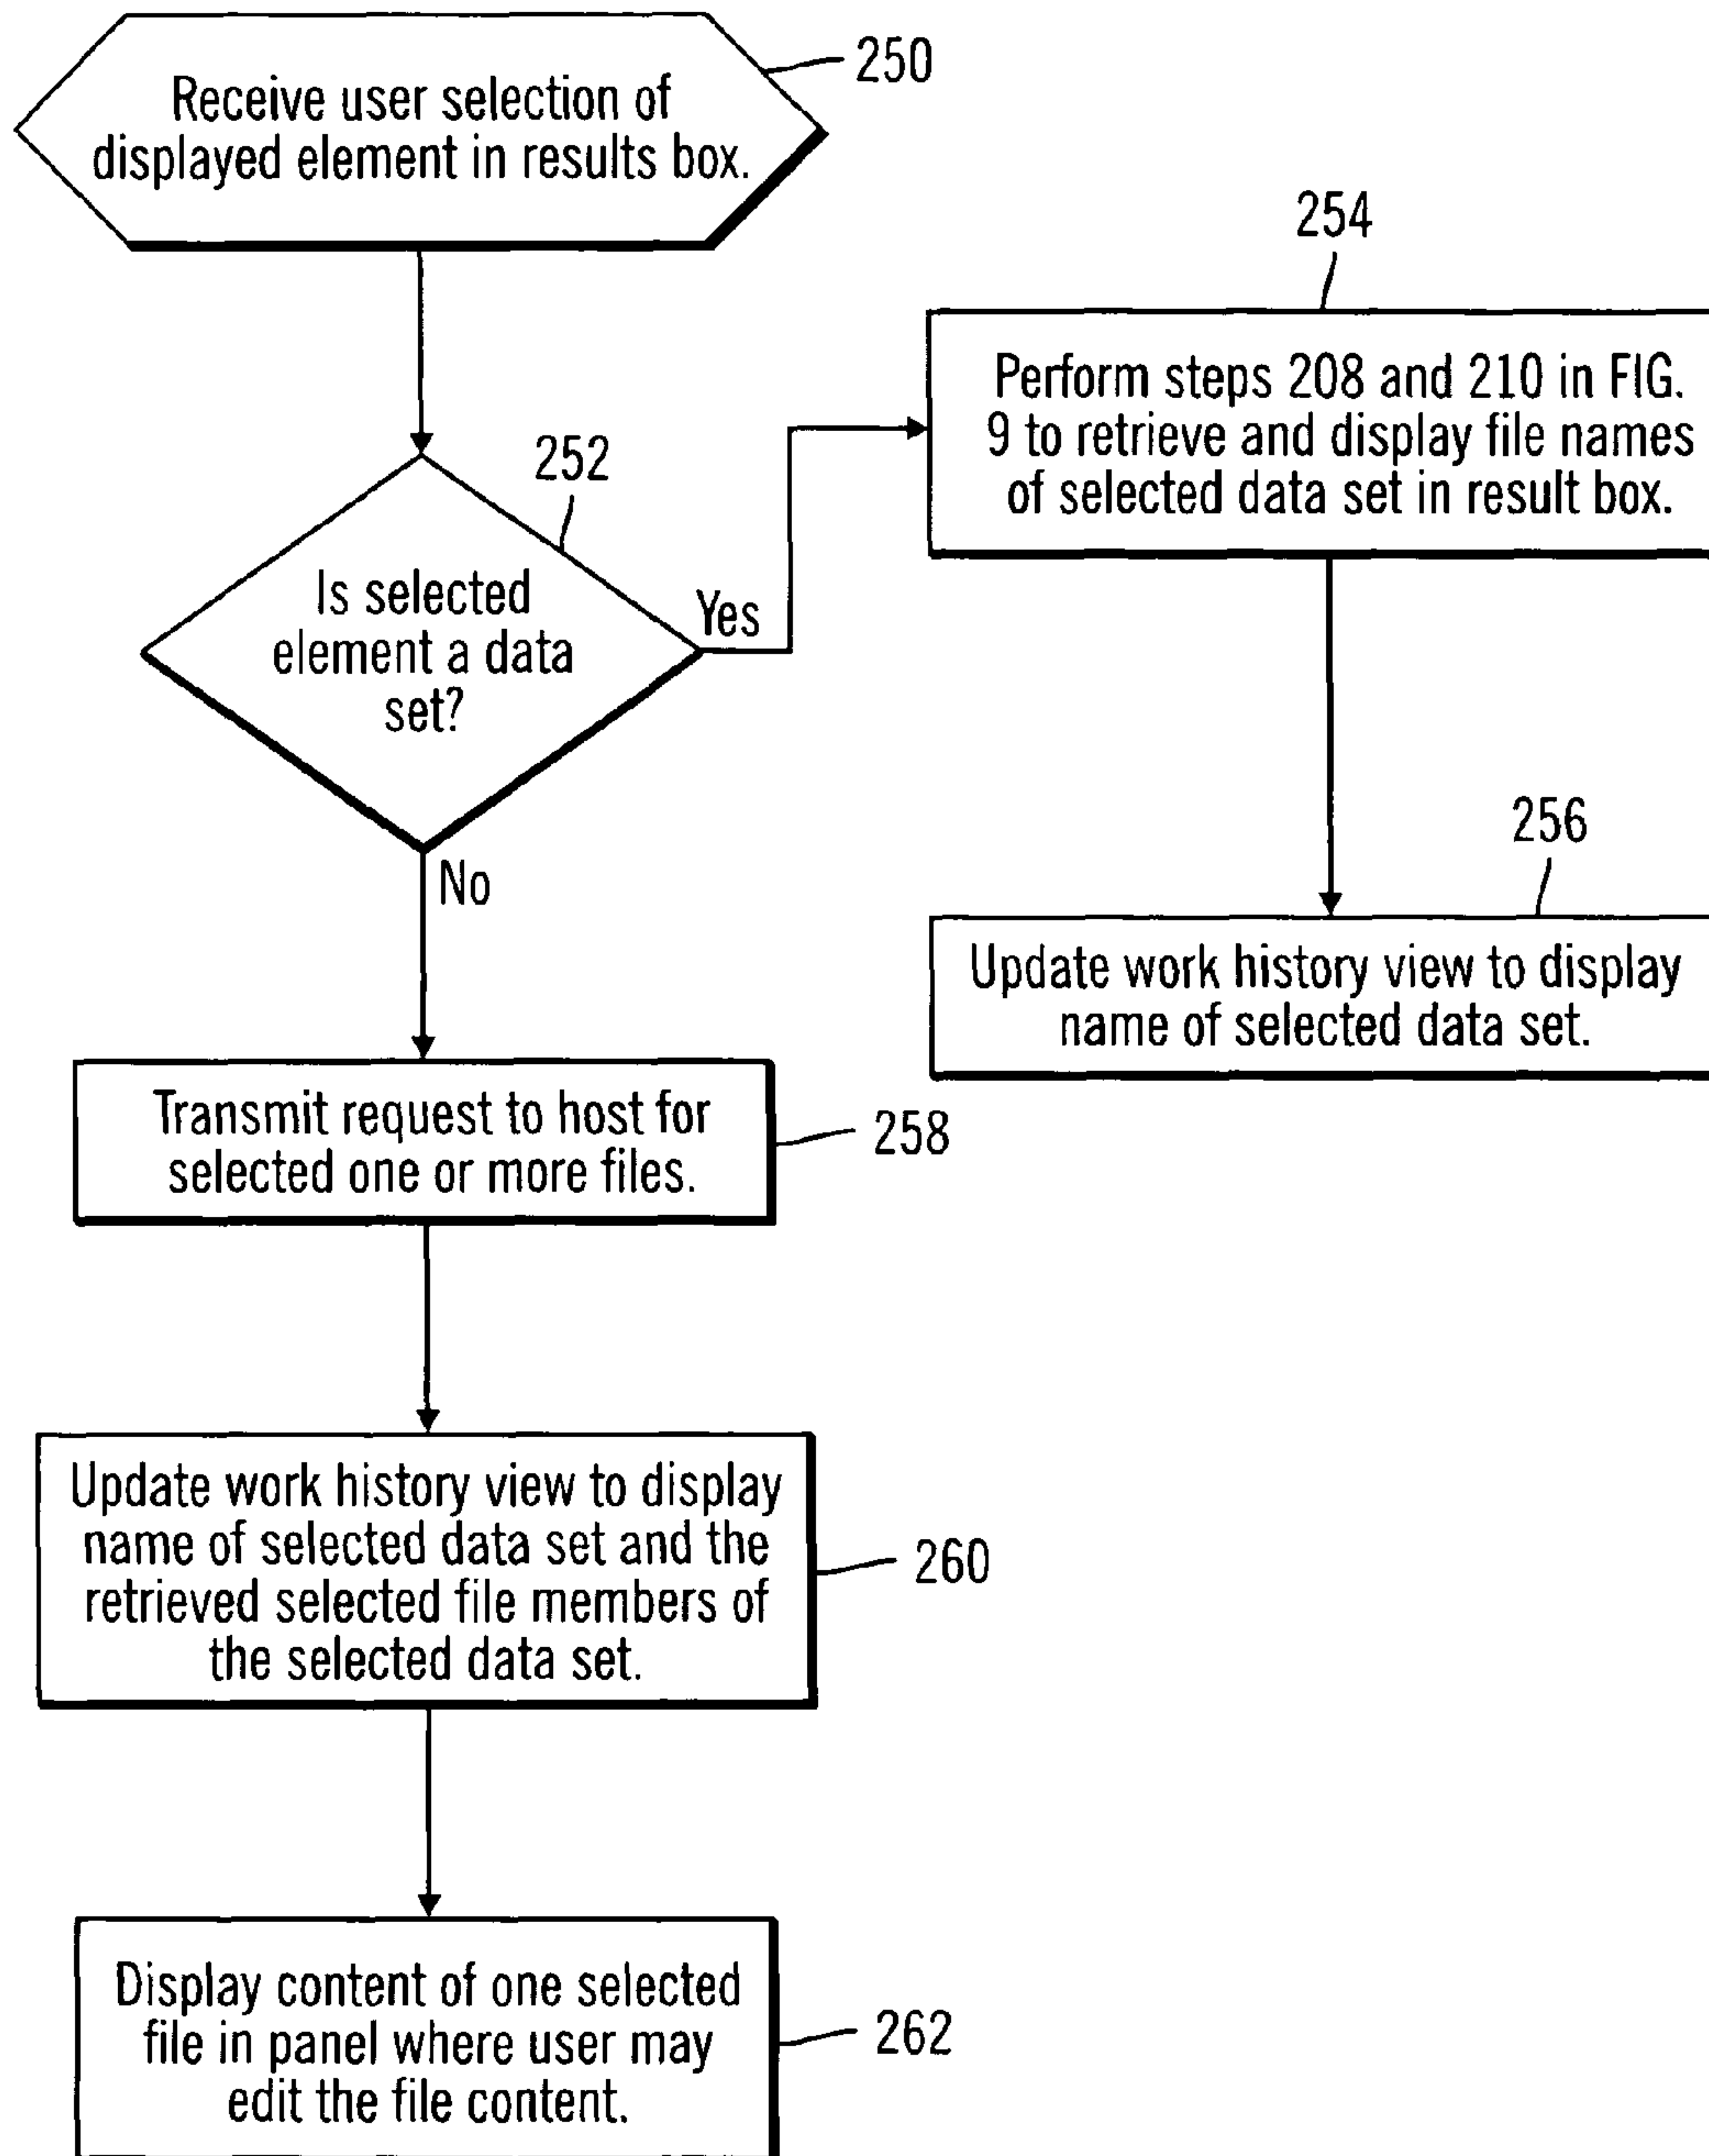 250
Receive user selection of
displayed element in results box.
252
Is selected
element a data
set?
Yes
No
254
Perform steps 208 and 210 in FIG.
9 to retrieve and display file names
of selected data set in result box.
256
Update work history view to display
name of selected data set.
Transmit request to host for
selected one or more files.
258
Update work history view to display
name of selected data set and the
retrieved selected file members of
the selected data set.
260
Display content of one selected
file in panel where user may
edit the file content.
262